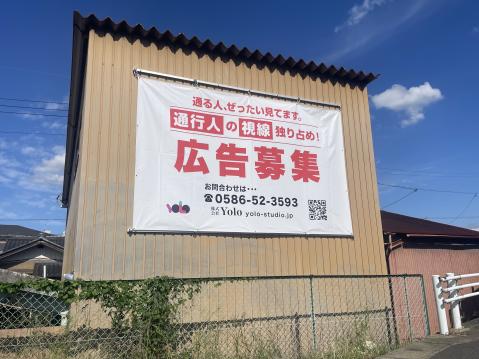 通る人、ぜったい見てます。
通行人の視線独り占め!
広告募集
お問合わせは・・・
☎0586-52-3593
yolo 株式会社 Yolo yolo-studio.jp